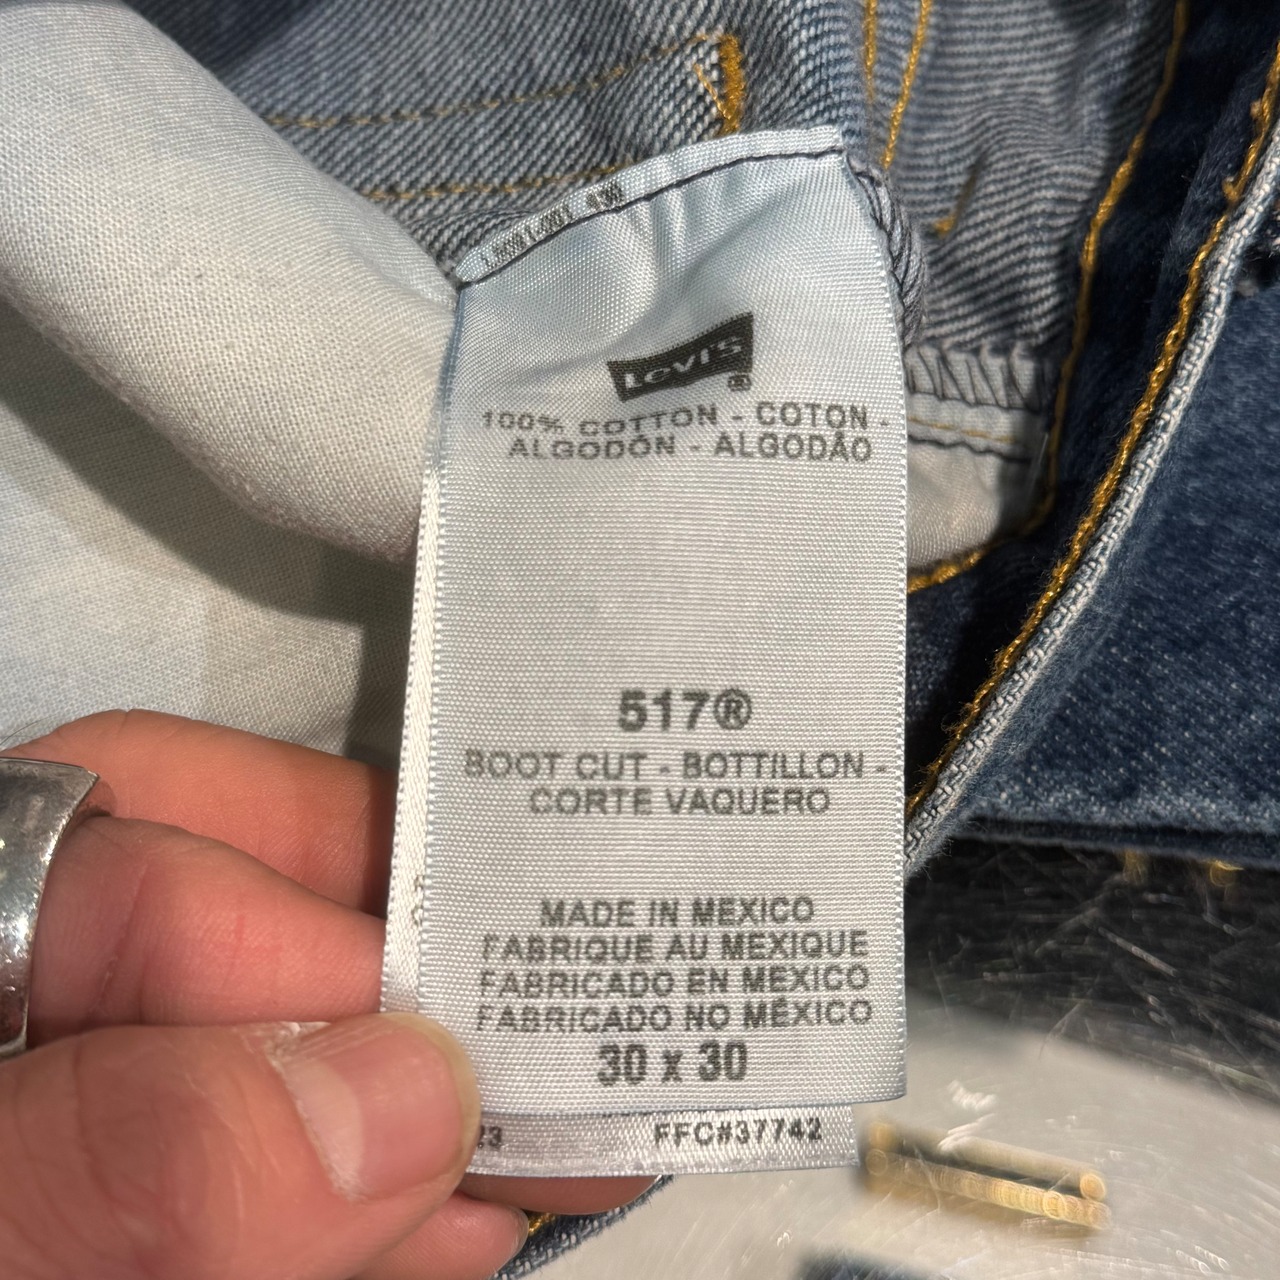 Levi's®
100% COTTON - COTON -
ALGODÓN - ALGODÃO
517®
BOOT CUT - BOTTILLON -
CORTE VAQUERO
MADE IN MEXICO
FABRIQUE AU MEXIQUE
FABRICADO EN MEXICO
FABRICADO NO MÉXICO
30 x 30
FFC#37742